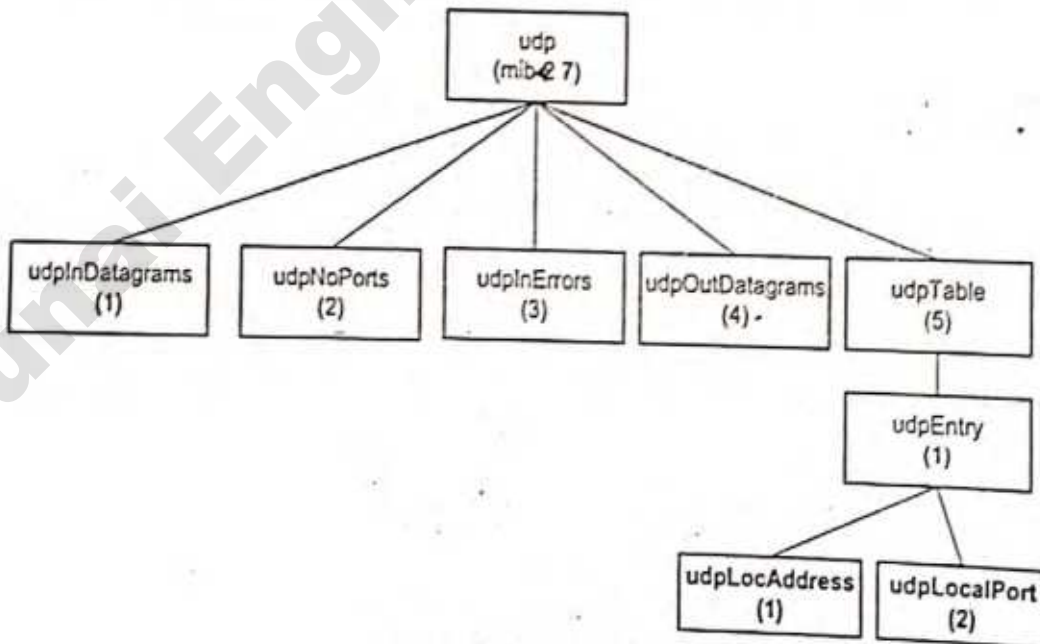 udp
(mib-2 7)
udpInDatagrams
(1)
udpNoPorts
(2)
udpInErrors
(3)
udpOutDatagrams
(4)
udpTable
(5)
udpEntry
(1)
udpLocAddress
(1)
udpLocalPort
(2)